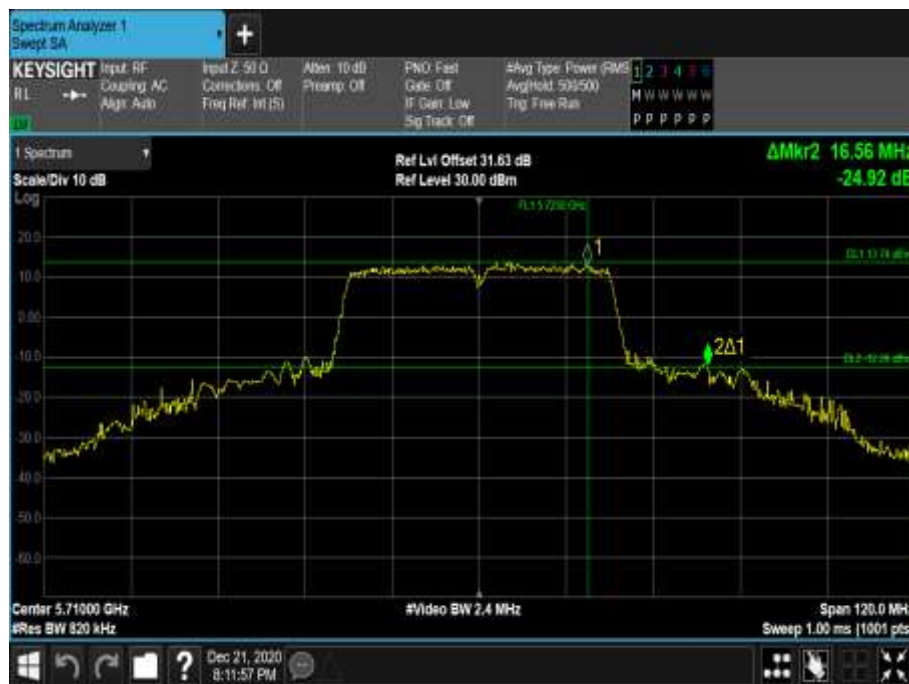 Spectrum Analyzer 1
Swept SA
+
KEYSIGHT
RL
Input: RF
Coupling: AC
Align: Auto
Input Z: 50 Ω
Corrections: Off
Freq Ref: Int (S)
Atten: 10 dB
Preamp: Off
PNO: Fast
Gate: Off
IF Gain: Low
Sig Track: Off
#Avg Type: Power (RMS
Avg|Hold: 500/500
Trig: Free Run
1 2 3 4 5 6
M W W W W W
P P P P P P
1 Spectrum
Scale/Div 10 dB
Log
Ref Lvl Offset 31.63 dB
Ref Level 30.00 dBm
ΔMkr2 16.56 MHz
-24.92 dB
20.0
10.0
0.00
-10.0
-20.0
-30.0
-40.0
-50.0
-60.0
1
2Δ1
Center 5.71000 GHz
#Res BW 820 kHz
#Video BW 2.4 MHz
Span 120.0 MHz
Sweep 1.00 ms (1001 pts
?
Dec 21, 2020
8:11:57 PM